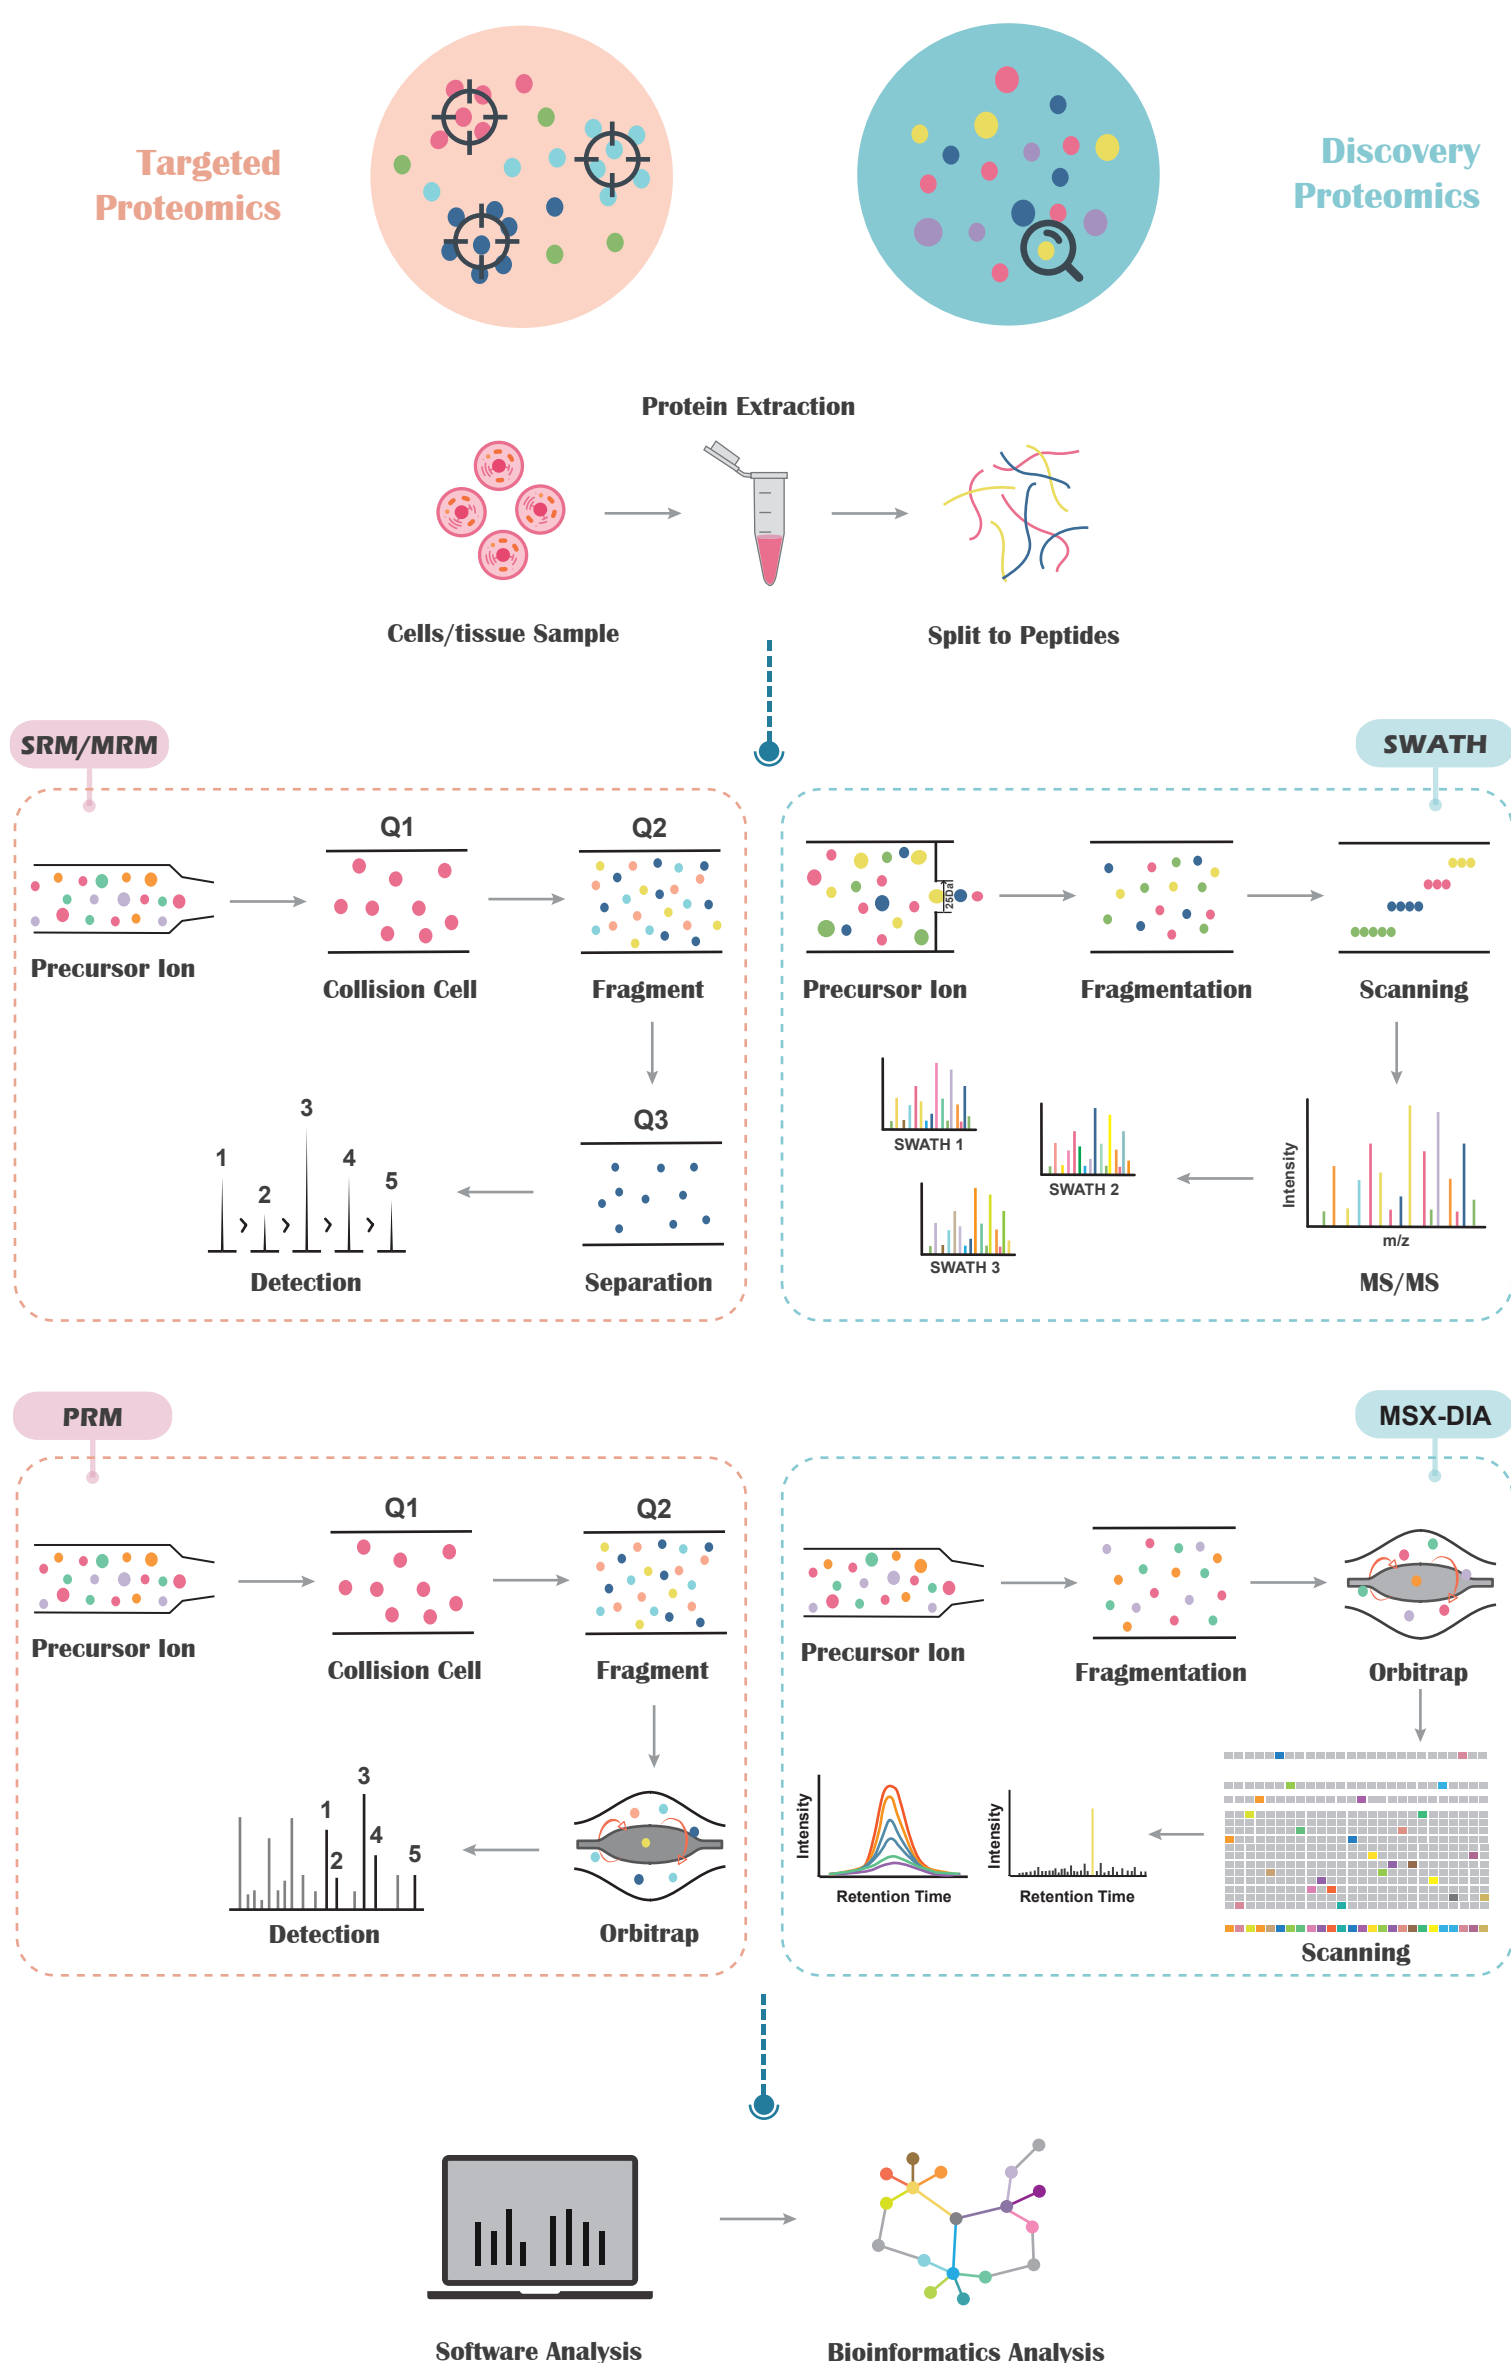 Targeted
Proteomics
Discovery
Proteomics
Protein Extraction
Cells/tissue Sample
Split to Peptides
SRM/MRM
Q1
Q2
Precursor Ion
Collision Cell
Fragment
Q3
1
2
3
4
5
> > > >
Detection
Separation
SWATH
25Da
Precursor Ion
Fragmentation
Scanning
SWATH 1
SWATH 2
SWATH 3
Intensity
m/z
MS/MS
PRM
Q1
Q2
Precursor Ion
Collision Cell
Fragment
1
2
3
4
5
Detection
Orbitrap
MSX-DIA
Precursor Ion
Fragmentation
Orbitrap
Intensity
Retention Time
Intensity
Retention Time
Scanning
Software Analysis
Bioinformatics Analysis